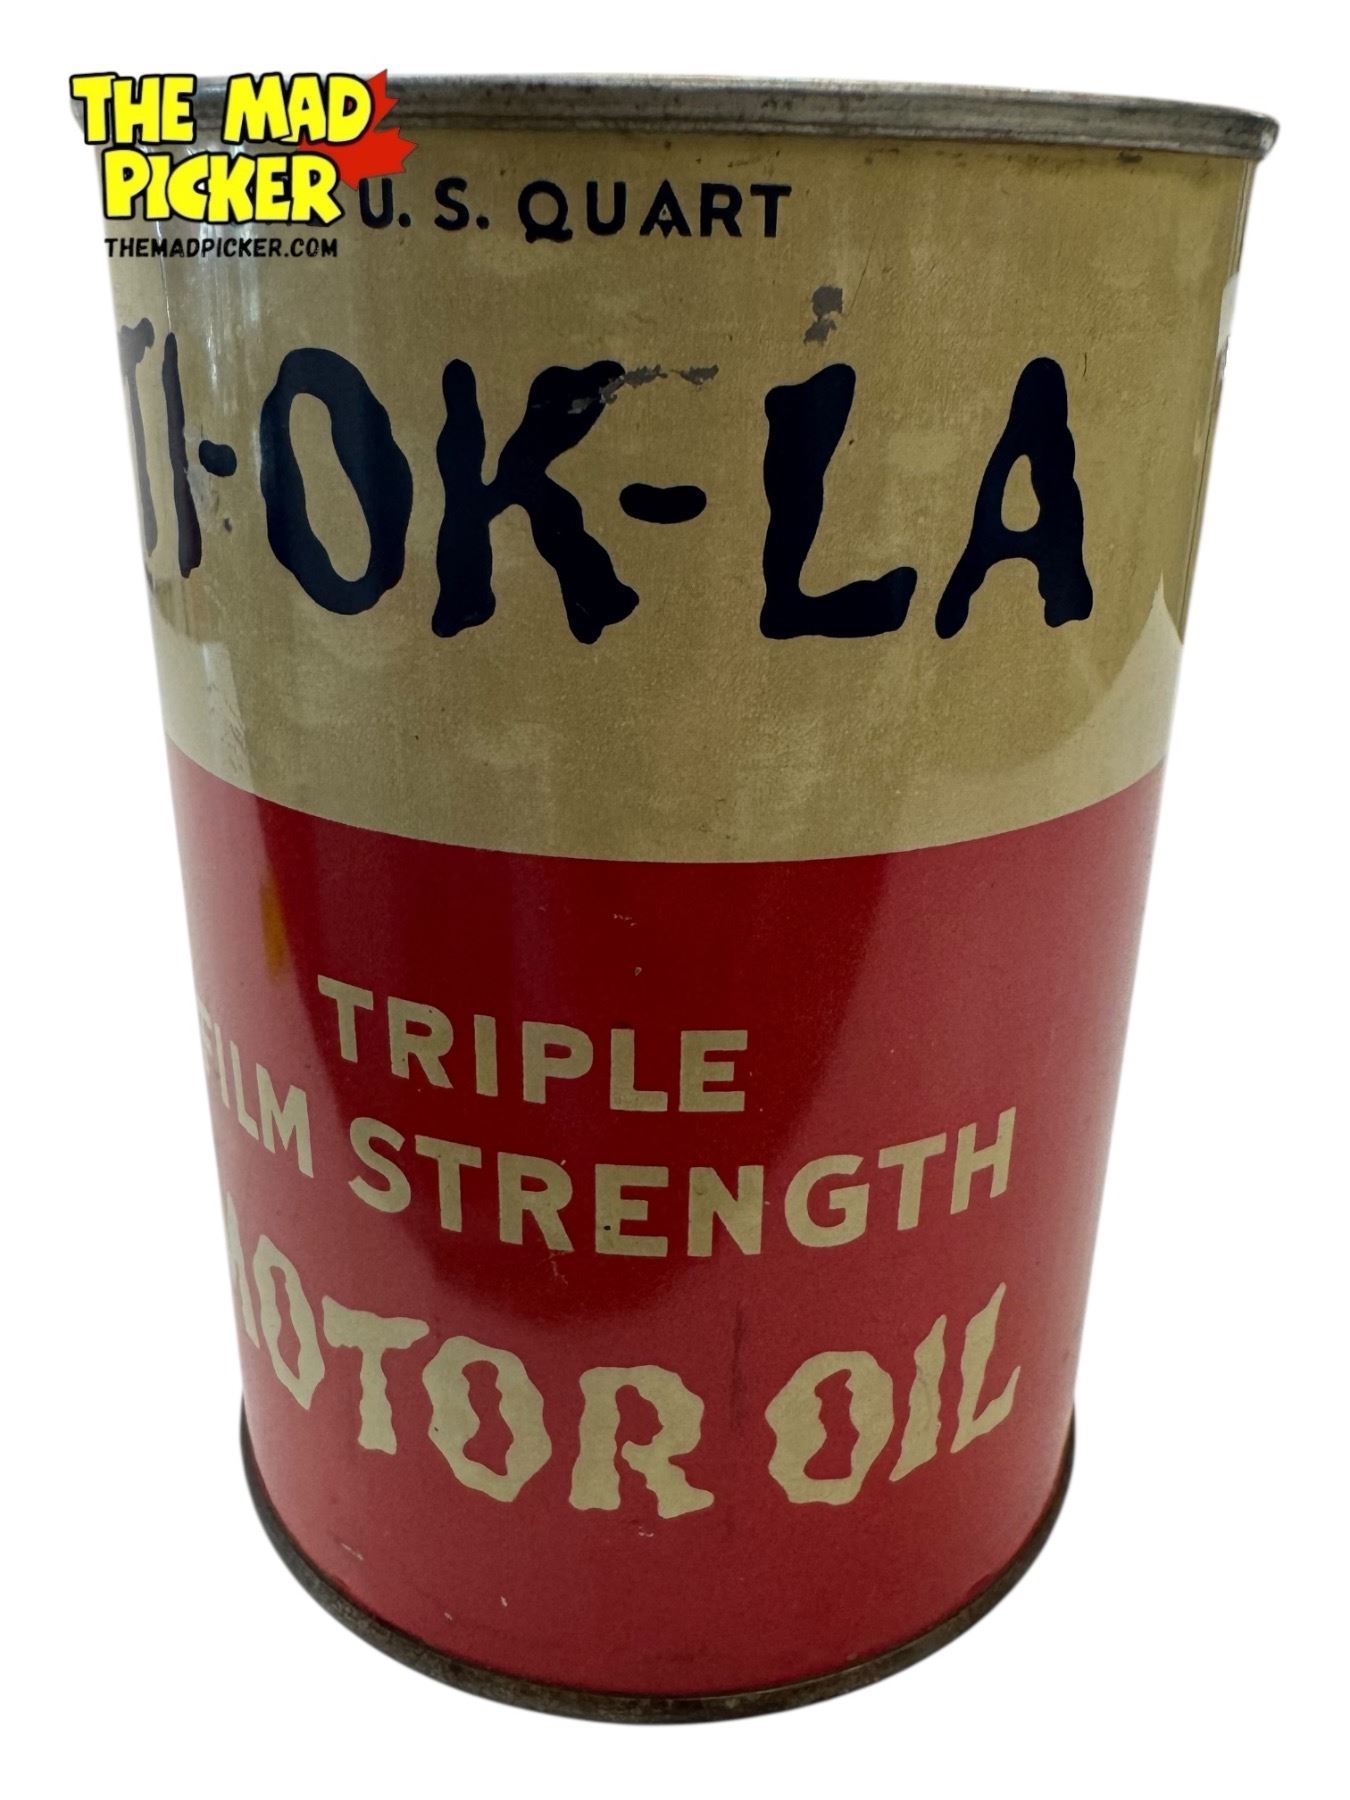 THE MAD
PICKER
THEMADPICKER.COM
U. S. QUART
TI-OK-LA
TRIPLE
FILM STRENGTH
MOTOR OIL